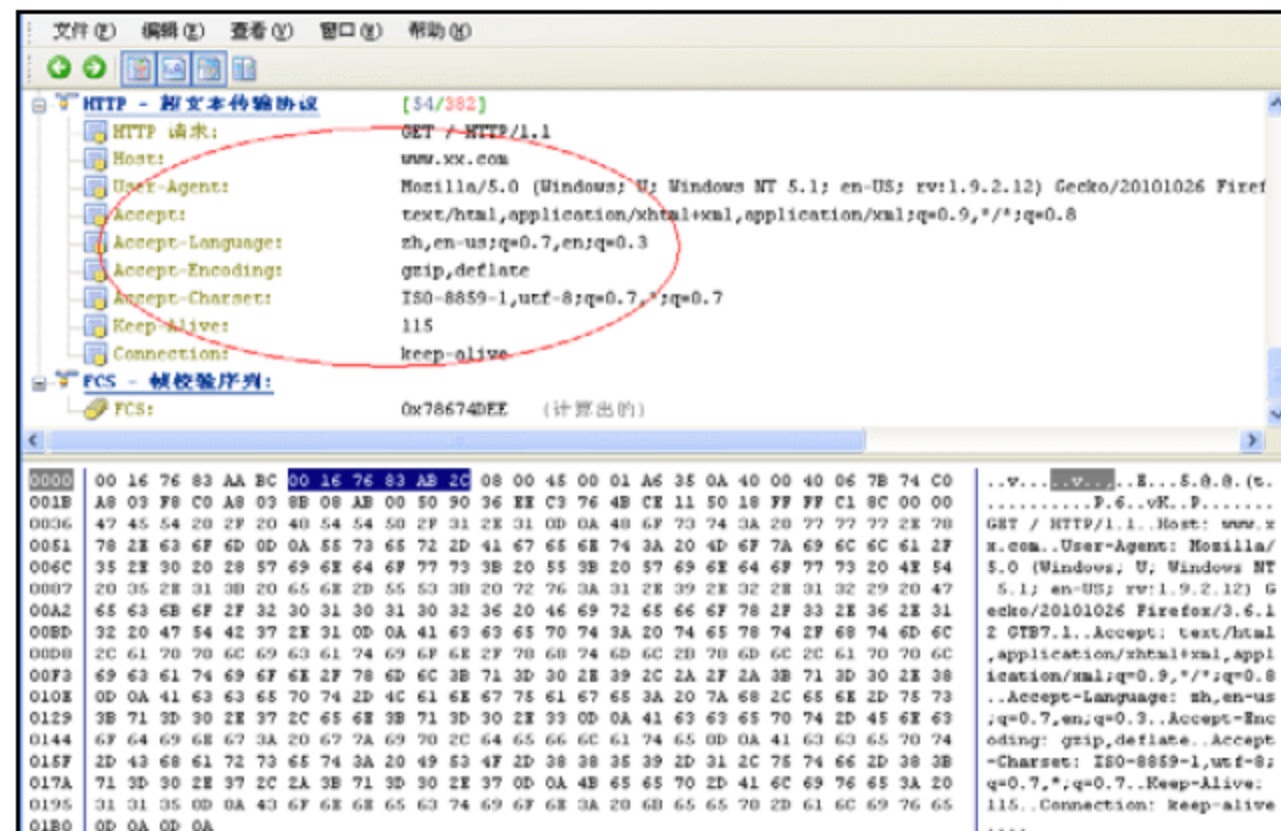 文件(F) 编辑(E) 查看(V) 窗口(W) 帮助(H)
HTTP - 超文本传输协议 [54/382]
HTTP 请求: GET / HTTP/1.1
Host: www.xx.com
User-Agent: Mozilla/5.0 (Windows; U; Windows NT 5.1; en-US; rv:1.9.2.12) Gecko/20101026 Firef
Accept: text/html,application/xhtml+xml,application/xml;q=0.9,*/*;q=0.8
Accept-Language: zh,en-us;q=0.7,en;q=0.3
Accept-Encoding: gzip,deflate
Accept-Charset: ISO-8859-1,utf-8;q=0.7,*;q=0.7
Keep-Alive: 115
Connection: keep-alive
FCS - 帧校验序列:
FCS: 0x78674DEE (计算出的)
0000 00 16 76 83 AA BC 00 16 76 83 AB 2C 08 00 45 00 01 A6 35 0A 40 00 40 06 7B 74 C0 ..v.....v..,..E...5.@.@.{t.
001B A8 03 F8 C0 A8 03 8B 08 AB 00 50 90 36 EE C3 76 4B CE 11 50 18 FF FF C1 8C 00 00 ..........P.6..vK..P.......
0036 47 45 54 20 2F 20 48 54 54 50 2F 31 2E 31 0D 0A 48 6F 73 74 3A 20 77 77 77 2E 78 GET / HTTP/1.1..Host: www.x
0051 78 2E 63 6F 6D 0D 0A 55 73 65 72 2D 41 67 65 6E 74 3A 20 4D 6F 7A 69 6C 6C 61 2F x.com..User-Agent: Mozilla/
006C 35 2E 30 20 28 57 69 6E 64 6F 77 73 3B 20 55 3B 20 57 69 6E 64 6F 77 73 20 4E 54 5.0 (Windows; U; Windows NT
0087 20 35 2E 31 3B 20 65 6E 2D 55 53 3B 20 72 76 3A 31 2E 39 2E 32 2E 31 32 29 20 47 5.1; en-US; rv:1.9.2.12) G
00A2 65 63 6B 6F 2F 32 30 31 30 31 30 32 36 20 46 69 72 65 66 6F 78 2F 33 2E 36 2E 31 ecko/20101026 Firefox/3.6.1
00BD 32 20 47 54 42 37 2E 31 0D 0A 41 63 63 65 70 74 3A 20 74 65 78 74 2F 68 74 6D 6C 2 GTB7.1..Accept: text/html
00D8 2C 61 70 70 6C 69 63 61 74 69 6F 6E 2F 78 68 74 6D 6C 2B 78 6D 6C 2C 61 70 70 6C ,application/xhtml+xml,appl
00F3 69 63 61 74 69 6F 6E 2F 78 6D 6C 3B 71 3D 30 2E 39 2C 2A 2F 2A 3B 71 3D 30 2E 38 ication/xml;q=0.9,*/*;q=0.8
010E 0D 0A 41 63 63 65 70 74 2D 4C 61 6E 67 75 61 67 65 3A 20 7A 68 2C 65 6E 2D 75 73 ..Accept-Language: zh,en-us
0129 3B 71 3D 30 2E 37 2C 65 6E 3B 71 3D 30 2E 33 0D 0A 41 63 63 65 70 74 2D 45 6E 63 ;q=0.7,en;q=0.3..Accept-Enc
0144 6F 64 69 6E 67 3A 20 67 7A 69 70 2C 64 65 66 6C 61 74 65 0D 0A 41 63 63 65 70 74 oding: gzip,deflate..Accept
015F 2D 43 68 61 72 73 65 74 3A 20 49 53 4F 2D 38 38 35 39 2D 31 2C 75 74 66 2D 38 3B -Charset: ISO-8859-1,utf-8;
017A 71 3D 30 2E 37 2C 2A 3B 71 3D 30 2E 37 0D 0A 4B 65 65 70 2D 41 6C 69 76 65 3A 20 q=0.7,*;q=0.7..Keep-Alive:
0195 31 31 35 0D 0A 43 6F 6E 6E 65 63 74 69 6F 6E 3A 20 6B 65 65 70 2D 61 6C 69 76 65 115..Connection: keep-alive
01B0 0D 0A 0D 0A ....